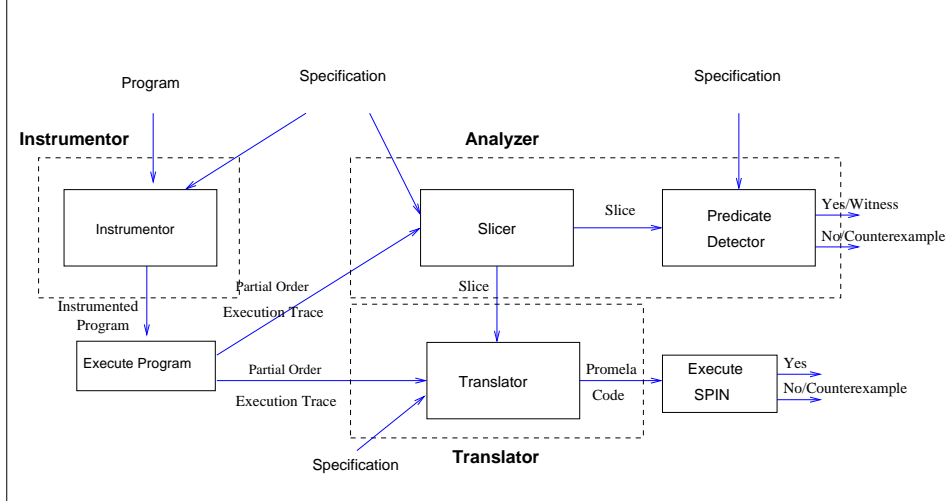 Program
Specification
Specification
Instrumentor
Analyzer
Instrumentor
Slicer
Slice
Predicate
Detector
Yes/Witness
No/Counterexample
Partial Order
Execution Trace
Slice
Instrumented
Program
Execute Program
Partial Order
Execution Trace
Translator
Promela
Code
Execute
SPIN
Yes
No/Counterexample
Specification
Translator